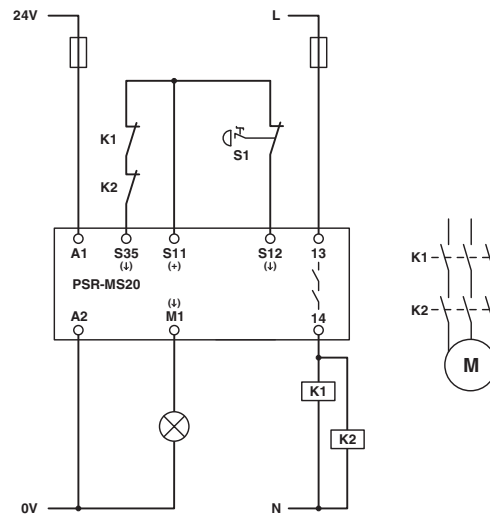 24V L
K1
S1
K2
A1 S35 S11 S12 13
(↓) (+) (↓)
PSR-MS20
(↓)
A2 M1 14
K1
K2
0V N
K1
K2
M